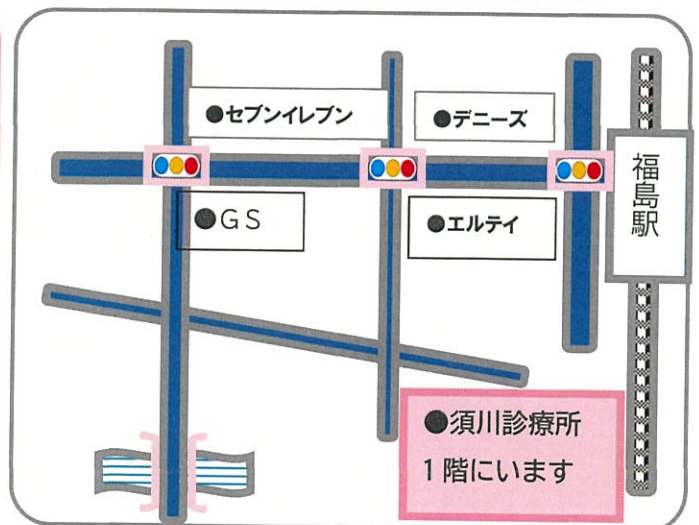 ●セブンイレブン
●デニーズ
福島駅
●GS
●エルテイ
●須川診療所
1階にいます